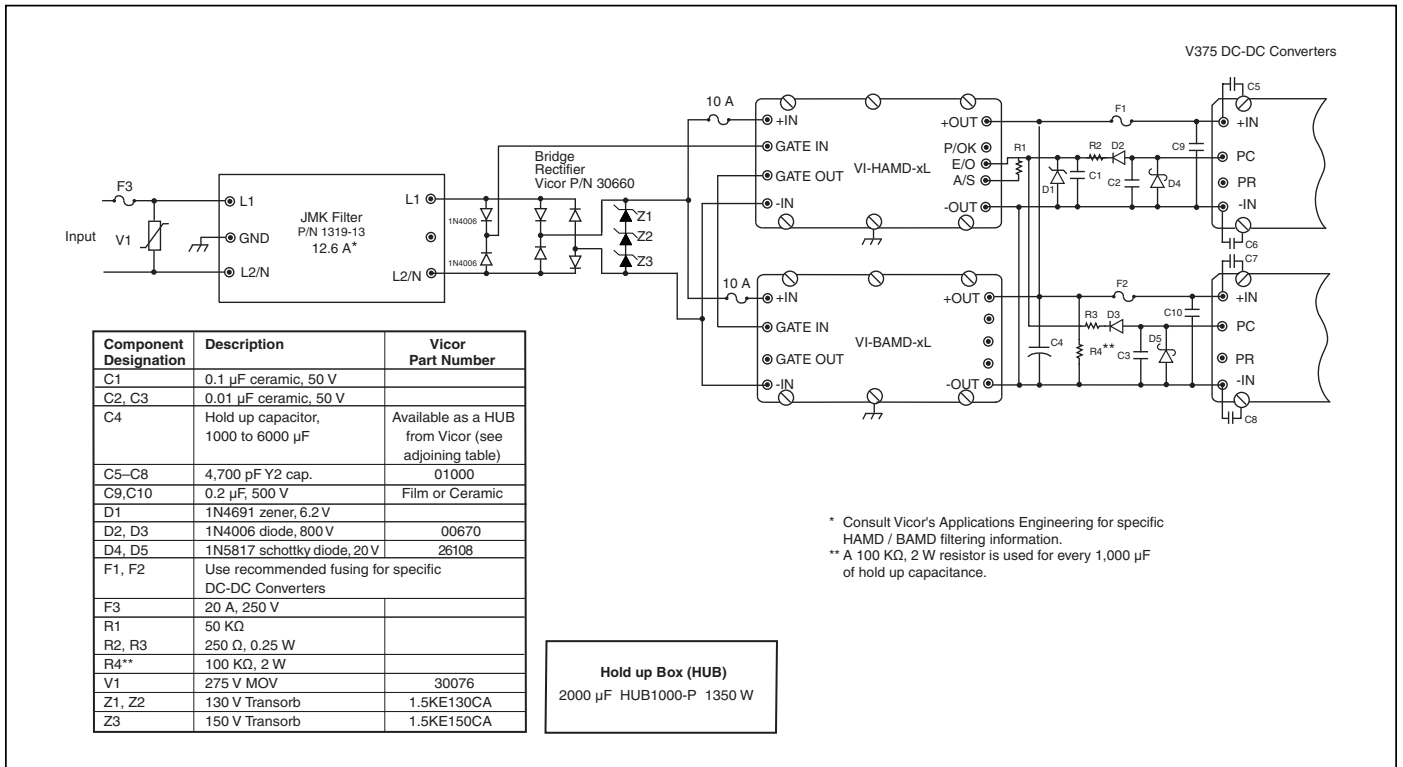 V375 DC-DC Converters
F3
Input
V1
L1
GND
L2/N
JMK Filter
P/N 1319-13
12.6 A*
L1
L2/N
1N4006
1N4006
Bridge
Rectifier
Vicor P/N 30660
Z1
Z2
Z3
10 A
+IN
GATE IN
GATE OUT
-IN
VI-HAMD-xL
+OUT
P/OK
E/O
A/S
-OUT
R1
D1
C1
R2
D2
C2
D4
F1
C9
C5
+IN
PC
PR
-IN
C6
10 A
+IN
GATE IN
GATE OUT
-IN
VI-BAMD-xL
+OUT
-OUT
C4
R4**
R3
D3
C3
D5
F2
C10
C7
+IN
PC
PR
-IN
C8
Component Designation Description Vicor Part Number
C1 0.1 µF ceramic, 50 V
C2, C3 0.01 µF ceramic, 50 V
C4 Hold up capacitor, Available as a HUB
1000 to 6000 µF from Vicor (see
adjoining table)
C5–C8 4,700 pF Y2 cap. 01000
C9,C10 0.2 µF, 500 V Film or Ceramic
D1 1N4691 zener, 6.2 V
D2, D3 1N4006 diode, 800 V 00670
D4, D5 1N5817 schottky diode, 20 V 26108
F1, F2 Use recommended fusing for specific
DC-DC Converters
F3 20 A, 250 V
R1 50 KΩ
R2, R3 250 Ω, 0.25 W
R4** 100 KΩ, 2 W
V1 275 V MOV 30076
Z1, Z2 130 V Transorb 1.5KE130CA
Z3 150 V Transorb 1.5KE150CA
Hold up Box (HUB)
2000 µF HUB1000-P 1350 W
* Consult Vicor's Applications Engineering for specific
HAMD / BAMD filtering information.
** A 100 KΩ, 2 W resistor is used for every 1,000 µF
of hold up capacitance.